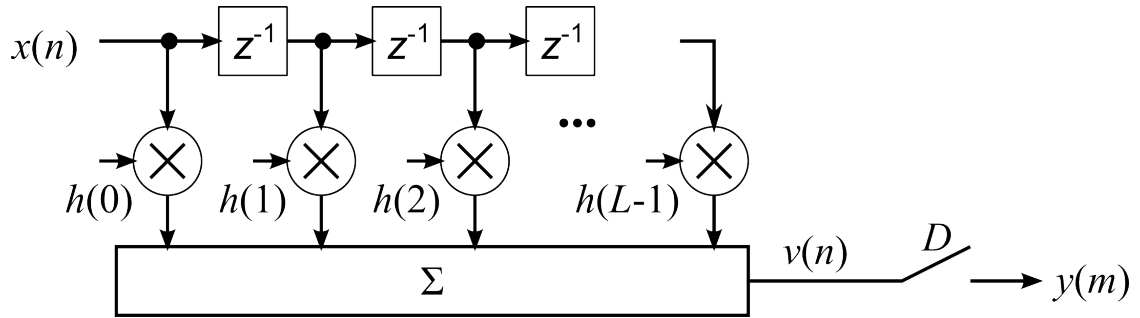 x(n) z⁻¹ z⁻¹ z⁻¹
...
h(0) h(1) h(2) h(L-1)
Σ v(n) D y(m)